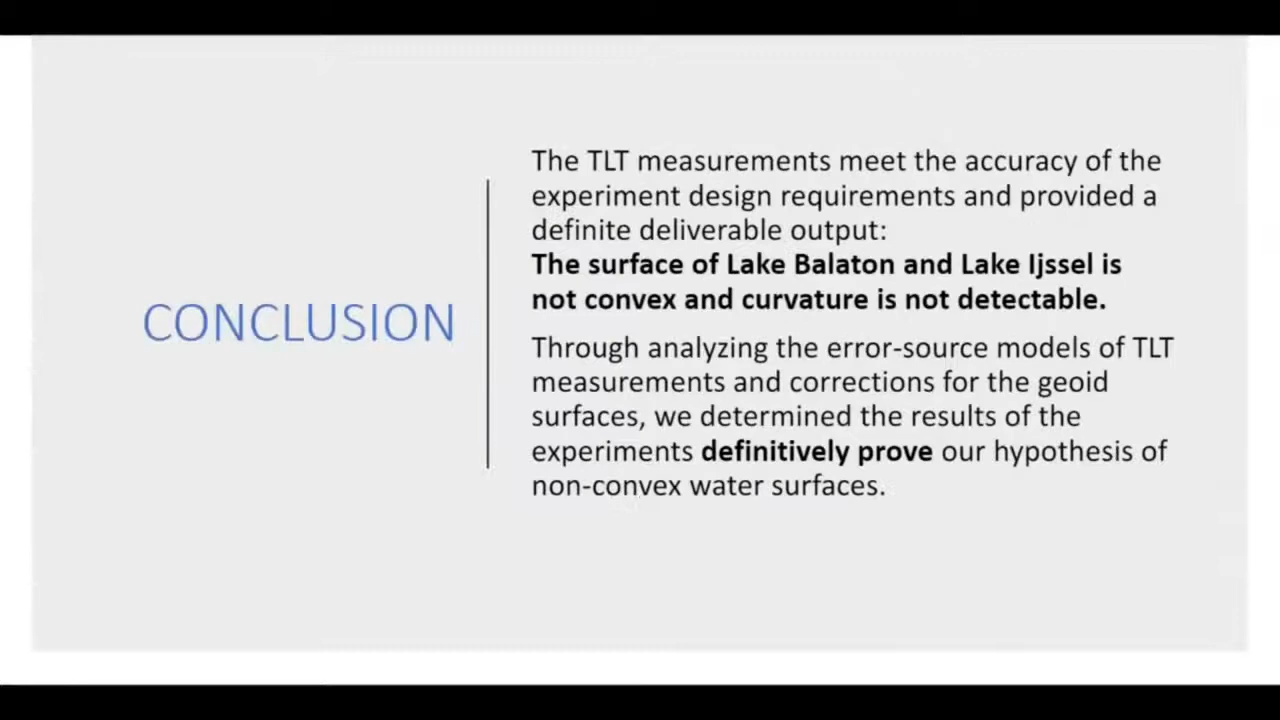 CONCLUSION
The TLT measurements meet the accuracy of the
experiment design requirements and provided a
definite deliverable output:
The surface of Lake Balaton and Lake Ijssel is
not convex and curvature is not detectable.
Through analyzing the error-source models of TLT
measurements and corrections for the geoid
surfaces, we determined the results of the
experiments definitively prove our hypothesis of
non-convex water surfaces.